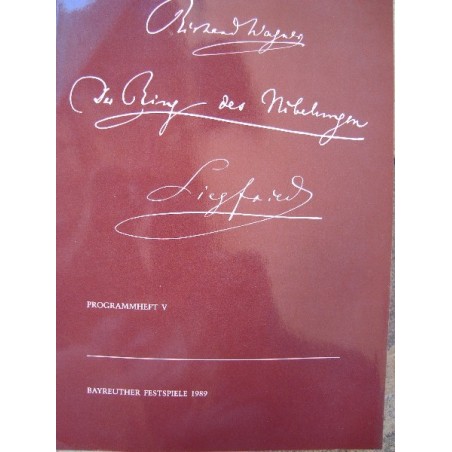 Richard Wagner
Der Ring des Nibelungen
Siegfried
PROGRAMMHEFT V
BAYREUTHER FESTSPIELE 1989